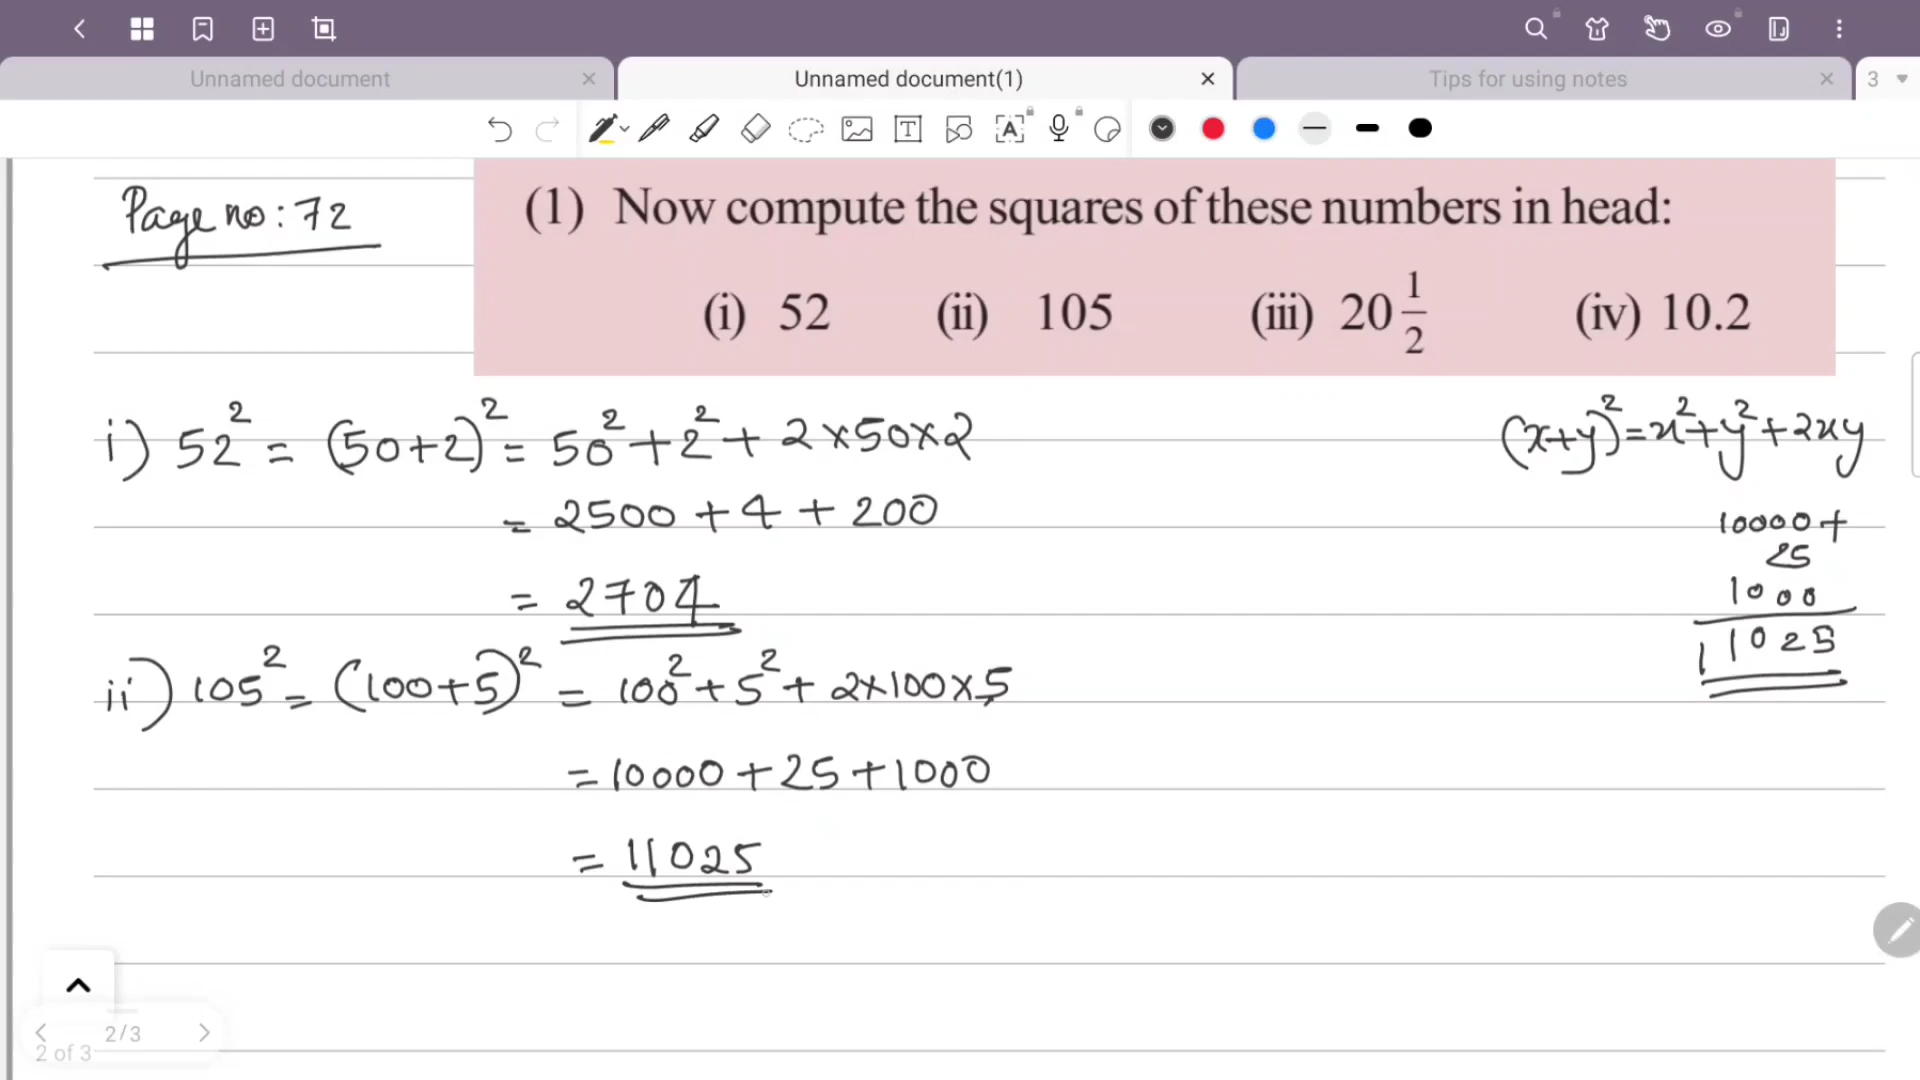 Unnamed document
Unnamed document(1)
Tips for using notes
3
Page no: 72
(1) Now compute the squares of these numbers in head:
(i) 52 (ii) 105 (iii) 20 1/2 (iv) 10.2
i) 52² = (50+2)² = 50² + 2² + 2×50×2
(x+y)² = x² + y² + 2xy
= 2500 + 4 + 200
= 2704
10000 +
25
1000
11025
ii) 105² = (100+5)² = 100² + 5² + 2×100×5
= 10000 + 25 + 1000
= 11025
2/3
2 of 3